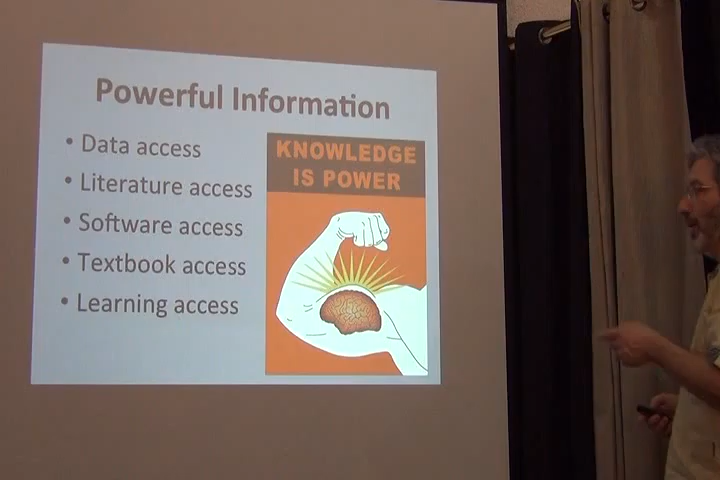 Powerful Information
• Data access
• Literature access
• Software access
• Textbook access
• Learning access
KNOWLEDGE
IS POWER